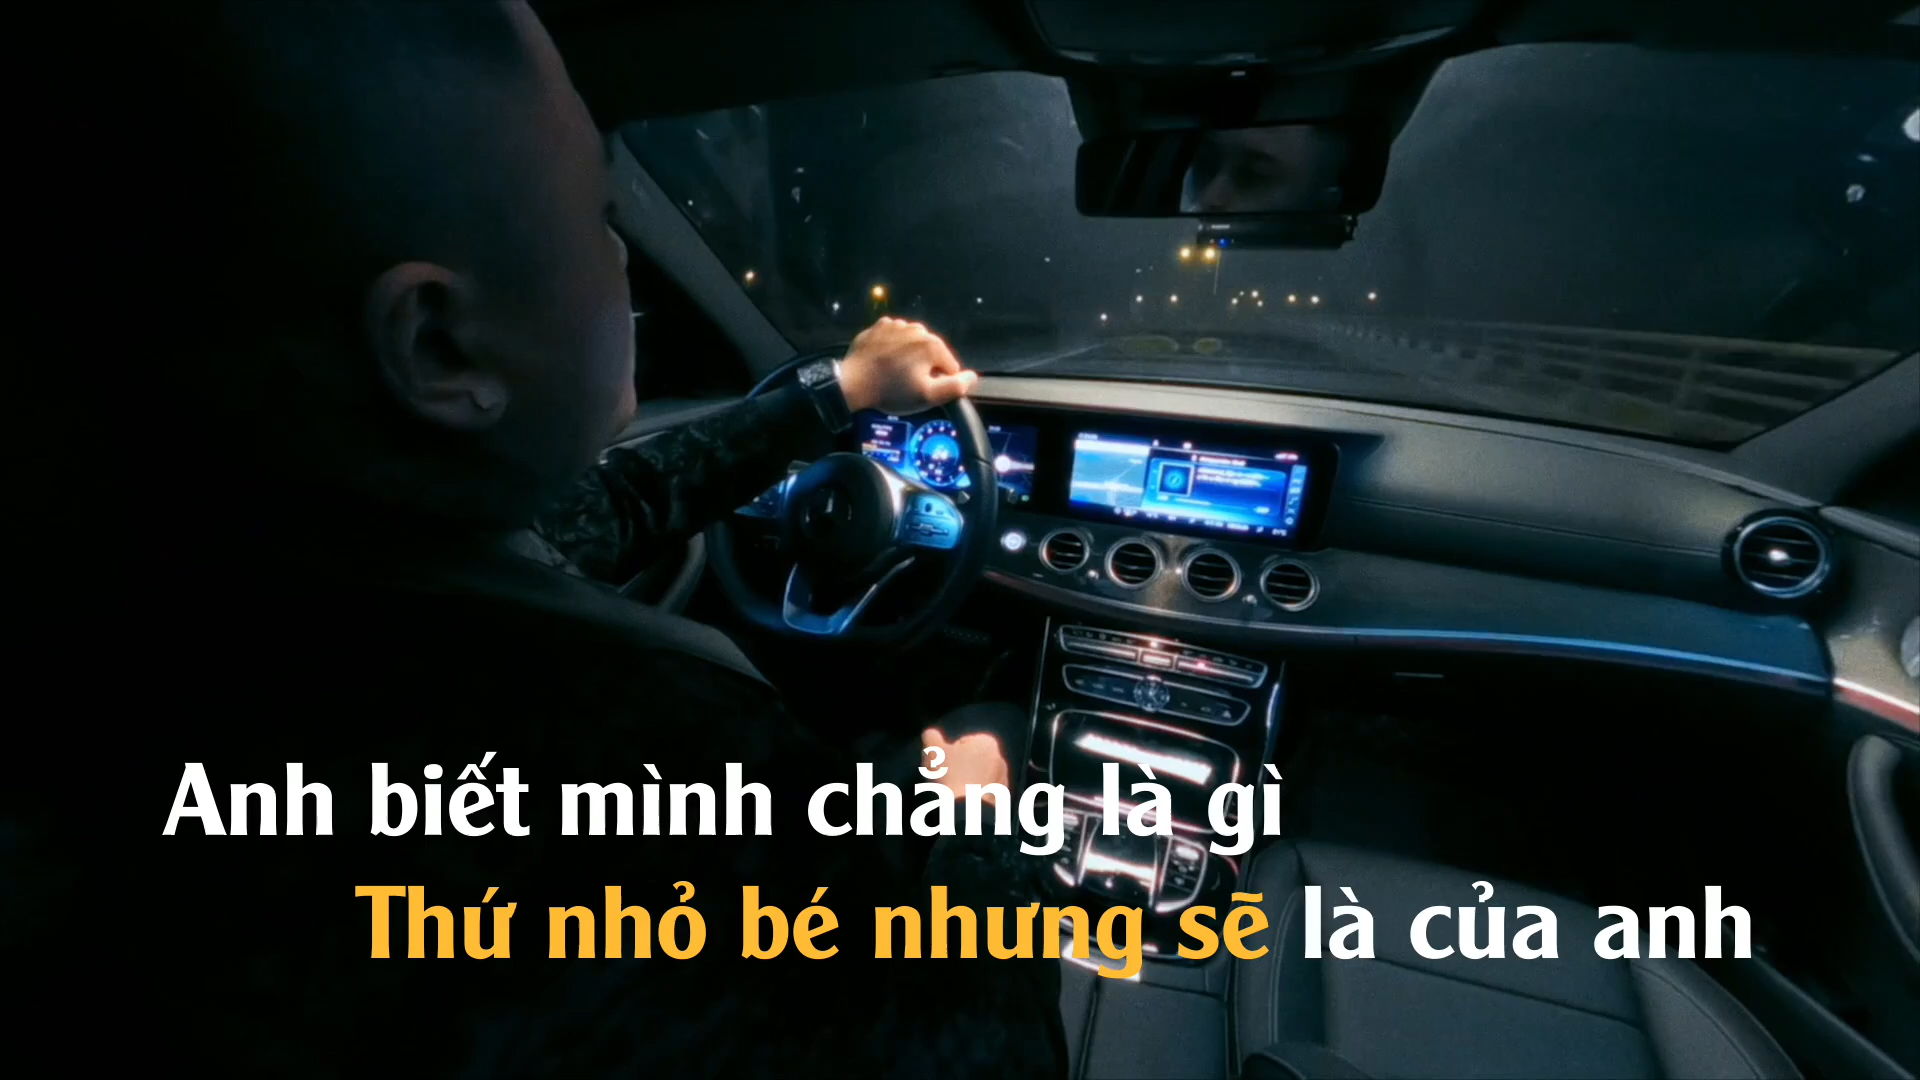 Anh biết mình chẳng là gì
Thứ nhỏ bé nhưng sẽ là của anh